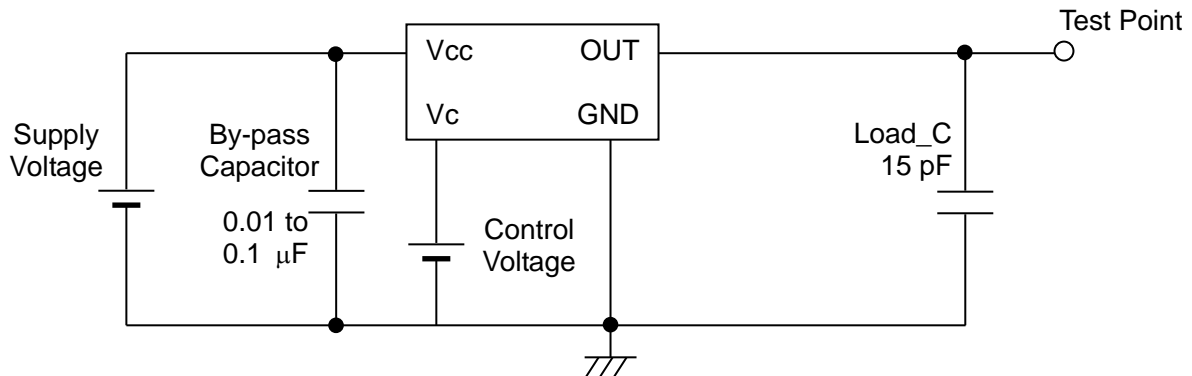 Test Point
Vcc
OUT
Vc
GND
Supply
Voltage
By-pass
Capacitor
0.01 to
0.1 μF
Control
Voltage
Load_C
15 pF